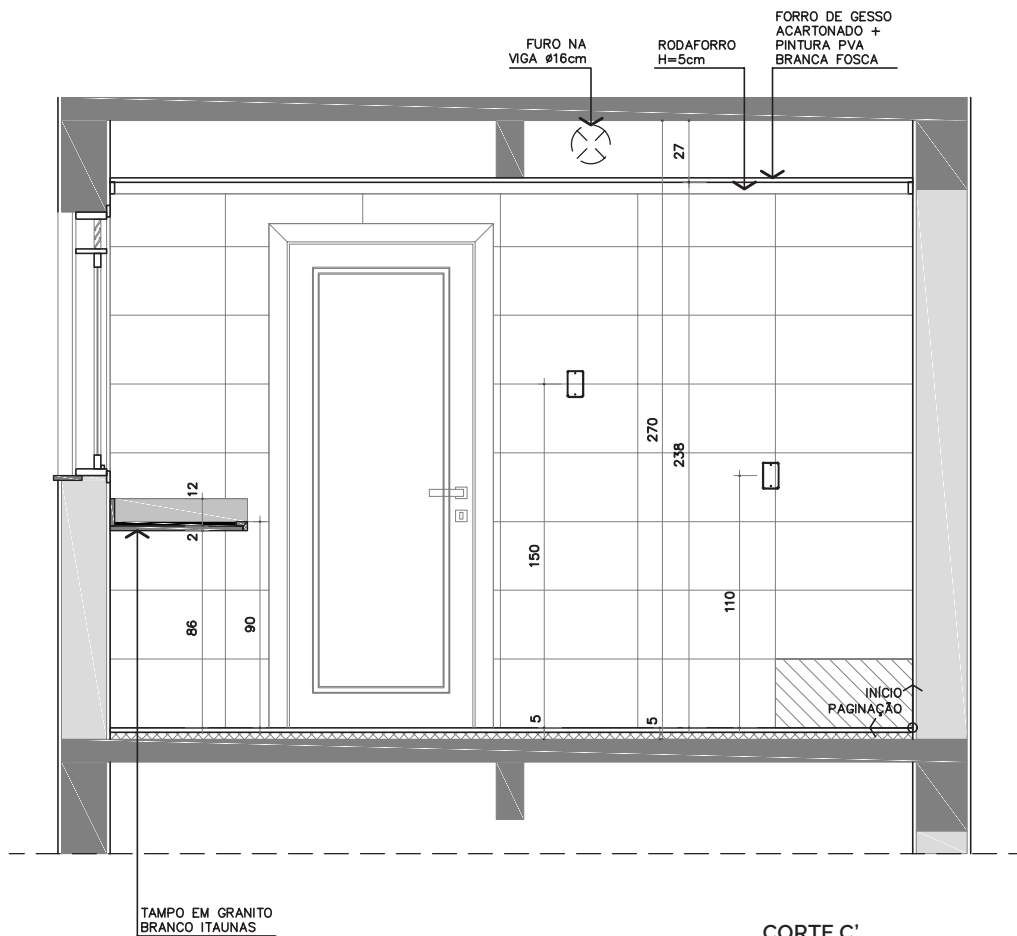 FORRO DE GESSO
ACARTONADO +
PINTURA PVA
BRANCA FOSCA
FURO NA
VIGA ø16cm
RODAFORRO
H=5cm
27
270
238
12
2
150
86
90
110
5
5
INÍCIO
PAGINAÇÃO
TAMPO EM GRANITO
BRANCO ITAUNAS
CORTE C'